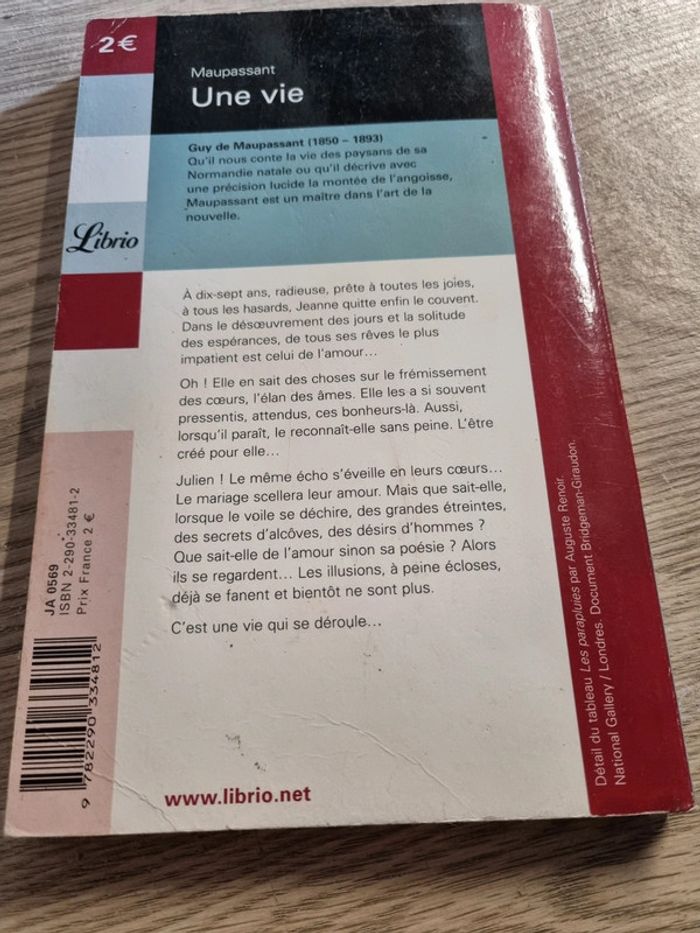 2 €
Maupassant
Une vie
Guy de Maupassant (1850 – 1893)
Qu'il nous conte la vie des paysans de sa
Normandie natale ou qu'il décrive avec
une précision lucide la montée de l'angoisse,
Maupassant est un maître dans l'art de la
nouvelle.
Librio
À dix-sept ans, radieuse, prête à toutes les joies,
à tous les hasards, Jeanne quitte enfin le couvent.
Dans le désœuvrement des jours et la solitude
des espérances, de tous ses rêves le plus
impatient est celui de l'amour…
Oh ! Elle en sait des choses sur le frémissement
des cœurs, l'élan des âmes. Elle les a si souvent
pressentis, attendus, ces bonheurs-là. Aussi,
lorsqu'il paraît, le reconnaît-elle sans peine. L'être
créé pour elle…
Julien ! Le même écho s'éveille en leurs cœurs…
Le mariage scellera leur amour. Mais que sait-elle,
lorsque le voile se déchire, des grandes étreintes,
des secrets d'alcôves, des désirs d'hommes ?
Que sait-elle de l'amour sinon sa poésie ? Alors
ils se regardent… Les illusions, à peine écloses,
déjà se fanent et bientôt ne sont plus.
C'est une vie qui se déroule…
www.librio.net
JA 0569
ISBN 2-290-33481-2
Prix France 2 €
9 782290 334812
Détail du tableau Les parapluies par Auguste Renoir.
National Gallery / Londres. Document Bridgeman-Giraudon.